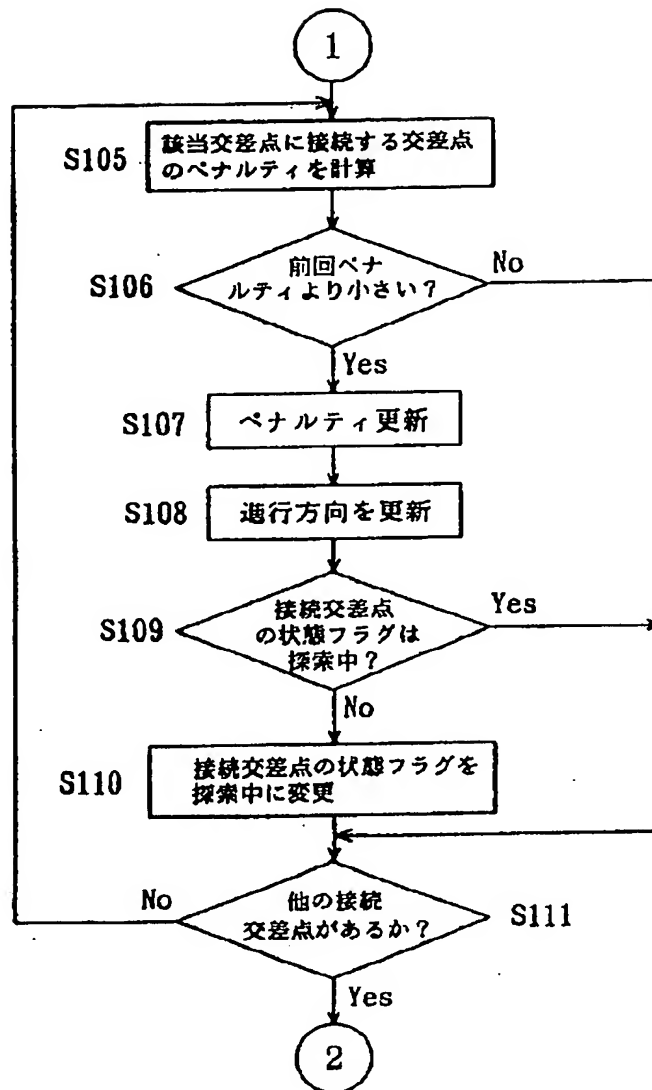 1
S105
該当交差点に接続する交差点
のペナルティを計算
S106
前回ペナ
ルティより小さい?
No
Yes
S107
ペナルティ更新
S108
進行方向を更新
S109
接続交差点
の状態フラグは
探索中?
Yes
No
S110
接続交差点の状態フラグを
探索中に変更
No
他の接続
交差点があるか?
S111
Yes
2